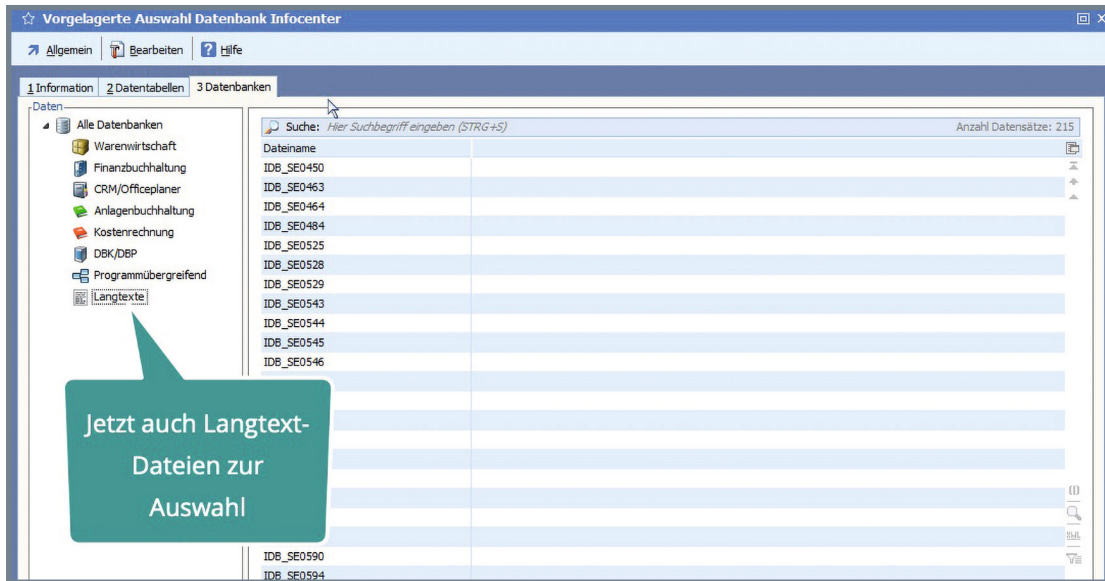 Vorgelagerte Auswahl Datenbank Infocenter
Allgemein Bearbeiten Hilfe
1 Information 2 Datentabellen 3 Datenbanken
Daten
Alle Datenbanken
Warenwirtschaft
Finanzbuchhaltung
CRM/Officeplaner
Anlagenbuchhaltung
Kostenrechnung
DBK/DBP
Programmübergreifend
Langtexte
Jetzt auch Langtext-
Dateien zur
Auswahl
Suche: Hier Suchbegriff eingeben (STRG+S) Anzahl Datensätze: 215
Dateiname
IDB_SE0450
IDB_SE0463
IDB_SE0464
IDB_SE0484
IDB_SE0525
IDB_SE0528
IDB_SE0529
IDB_SE0543
IDB_SE0544
IDB_SE0545
IDB_SE0546
IDB_SE0590
IDB_SE0594
XML